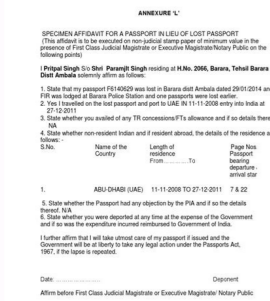 ANNEXURE 'L'
SPECIMEN AFFIDAVIT FOR A PASSPORT IN LIEU OF LOST PASSPORT
(This affidavit is to be executed on non-judicial stamp paper of minimum value in the
presence of First Class Judicial Magistrate or Executive Magistrate/Notary Public on the
following points)
I Pritpal Singh S/o Shri Paramjit Singh residing at H.No. 2066, Barara, Tehsil Barara
Distt Ambala solemnly affirm as follows:
1. State that my passport F6140629 was lost in Barara distt Ambala dated 29/01/2014 an
FIR was lodged at Barara Police Station and one passports were lost earlier.
2. Yes I travelled on the lost passport and port to UAE IN 11-11-2008 entry into India at
27-12-2011
3. State whether you availed of any TR concessions/FTs allowance and if so details there
NA
4. State whether non-resident Indian and if resident abroad, the details of the residence a
follows: -
S.No. Name of the Length of Page Nos.
Country residence Passport
From............To bearing
departure -
arrival star
1. ABU-DHABI (UAE) 11-11-2008 TO 27-12-2011 7 & 22
5. State whether the Passport had any objection by the PIA and if so the details
thereof. N/A
6. State whether you were deported at any time at the expense of the Government
and if so was the expenditure incurred reimbursed to Government of India.
I further affirm that I will take utmost care of my passport if issued and the
Government will be at liberty to take any legal action under the Passports Act,
1967, if the lapse is repeated.
Date: .................... Deponent
Affirm before First Class Judicial Magistrate or Executive Magistrate/ Notary Public